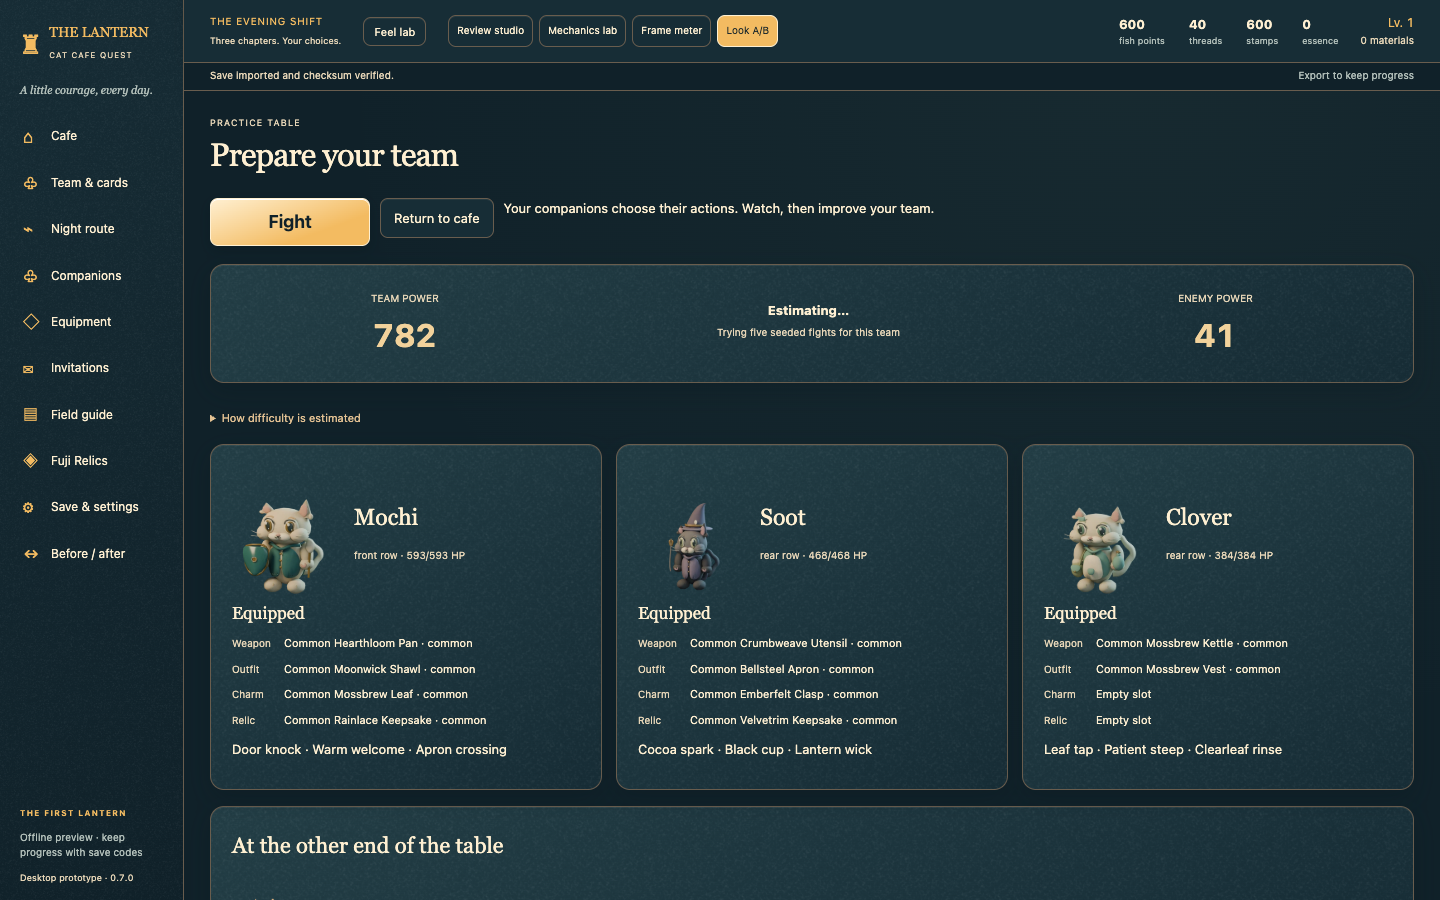 THE LANTERN
CAT CAFE QUEST
A little courage, every day.
Cafe
Team & cards
Night route
Companions
Equipment
Invitations
Field guide
Fuji Relics
Save & settings
Before / after
THE FIRST LANTERN
Offline preview · keep
progress with save codes
Desktop prototype · 0.7.0
THE EVENING SHIFT
Three chapters. Your choices.
Feel lab
Review studio
Mechanics lab
Frame meter
Look A/B
600
fish points
40
threads
600
stamps
0
essence
Lv. 1
0 materials
Save imported and checksum verified.
Export to keep progress
PRACTICE TABLE
Prepare your team
Fight
Return to cafe
Your companions choose their actions. Watch, then improve your team.
TEAM POWER
782
Estimating...
Trying five seeded fights for this team
ENEMY POWER
41
How difficulty is estimated
Mochi
front row · 593/593 HP
Equipped
Weapon Common Hearthloom Pan · common
Outfit Common Moonwick Shawl · common
Charm Common Mossbrew Leaf · common
Relic Common Rainlace Keepsake · common
Door knock · Warm welcome · Apron crossing
Soot
rear row · 468/468 HP
Equipped
Weapon Common Crumbweave Utensil · common
Outfit Common Bellsteel Apron · common
Charm Common Emberfelt Clasp · common
Relic Common Velvetrim Keepsake · common
Cocoa spark · Black cup · Lantern wick
Clover
rear row · 384/384 HP
Equipped
Weapon Common Mossbrew Kettle · common
Outfit Common Mossbrew Vest · common
Charm Empty slot
Relic Empty slot
Leaf tap · Patient steep · Clearleaf rinse
At the other end of the table